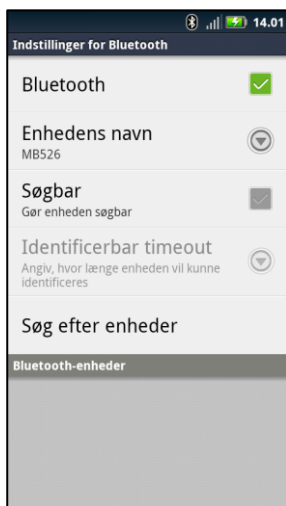 14.01
Indstillinger for Bluetooth
Bluetooth
Enhedens navn
MB526
Søgbar
Gør enheden søgbar
Identificerbar timeout
Angiv, hvor længe enheden vil kunne
identificeres
Søg efter enheder
Bluetooth-enheder